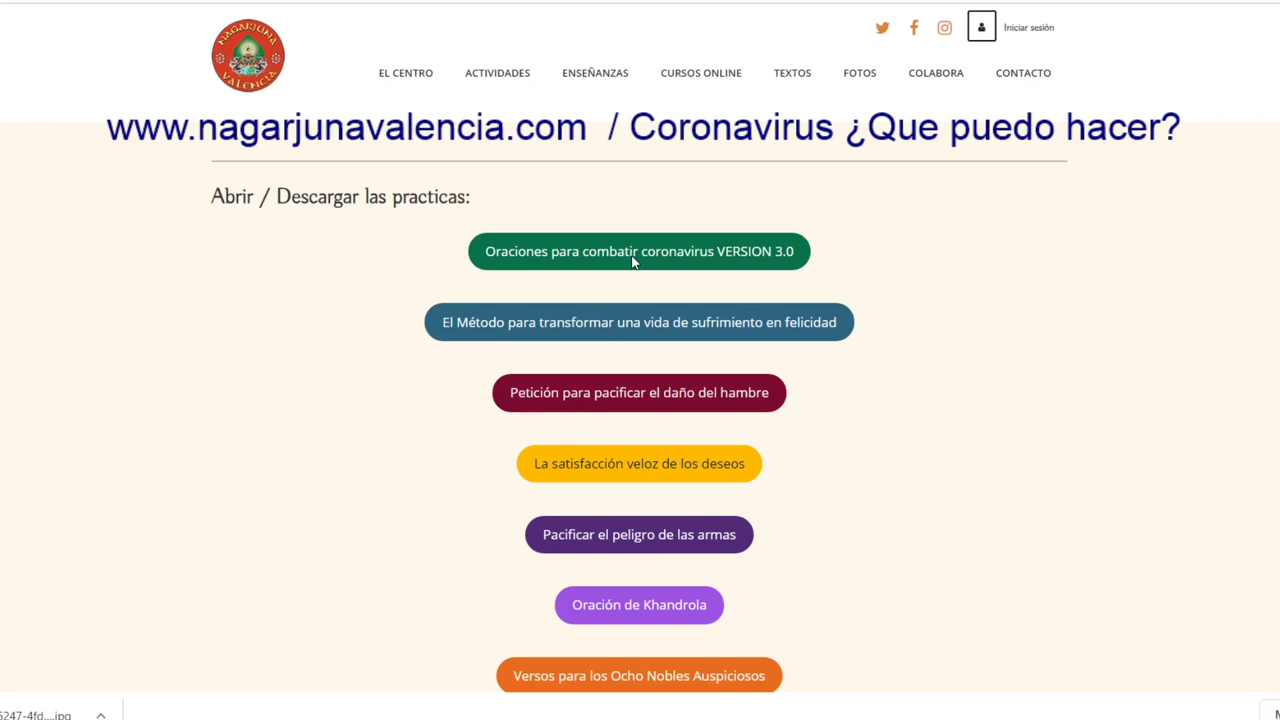 NAGARJUNA
VALENCIA
Iniciar sesión
EL CENTRO ACTIVIDADES ENSEÑANZAS CURSOS ONLINE TEXTOS FOTOS COLABORA CONTACTO
www.nagarjunavalencia.com / Coronavirus ¿Que puedo hacer?
Abrir / Descargar las practicas:
Oraciones para combatir coronavirus VERSION 3.0
El Método para transformar una vida de sufrimiento en felicidad
Petición para pacificar el daño del hambre
La satisfacción veloz de los deseos
Pacificar el peligro de las armas
Oración de Khandrola
Versos para los Ocho Nobles Auspiciosos
5247-4fd....jpg